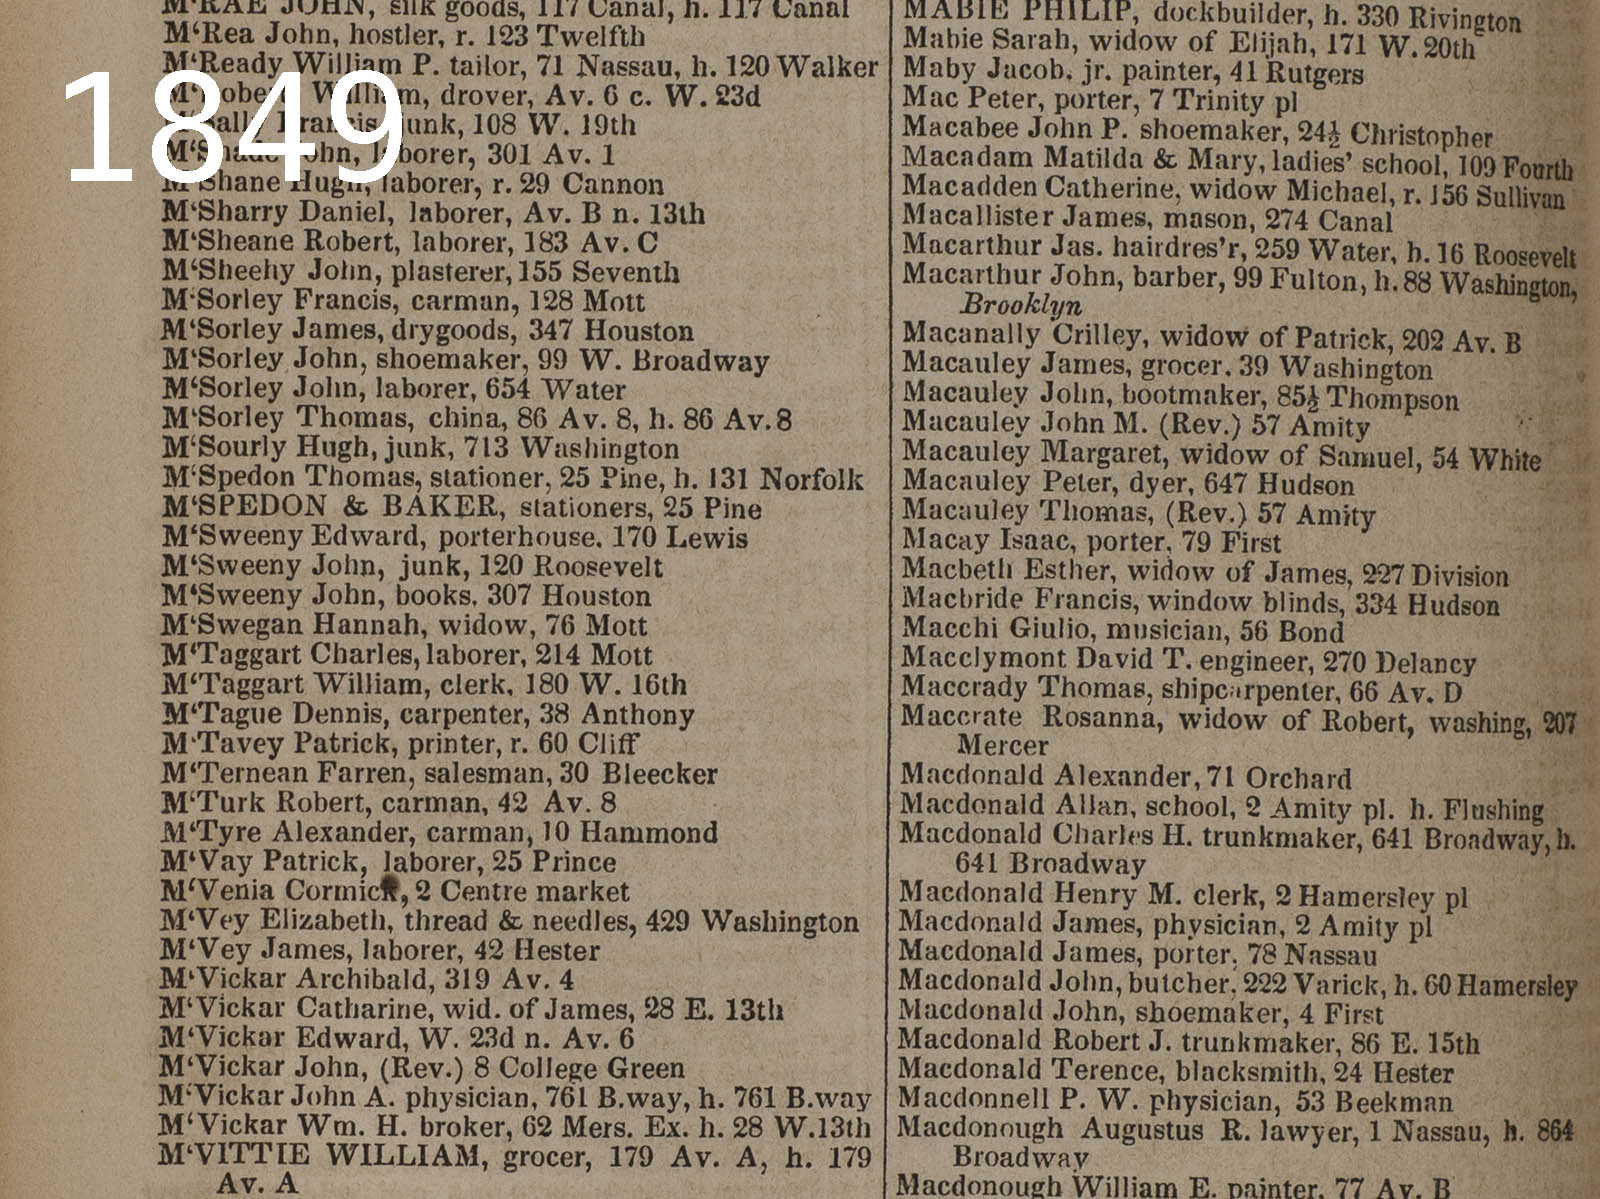 1849
M‘RAE JOHN, silk goods, 117 Canal, h. 117 Canal
M‘Rea John, hostler, r. 123 Twelfth
M‘Ready William P. tailor, 71 Nassau, h. 120 Walker
William, drover, Av. 6 c. W. 23d
M‘Sally Francis, junk, 108 W. 19th
M‘Shade John, laborer, 301 Av. 1
M‘Shane Hugh, laborer, r. 29 Cannon
M‘Sharry Daniel, laborer, Av. B n. 13th
M‘Sheane Robert, laborer, 183 Av. C
M‘Sheehy John, plasterer, 155 Seventh
M‘Sorley Francis, carman, 128 Mott
M‘Sorley James, drygoods, 347 Houston
M‘Sorley John, shoemaker, 99 W. Broadway
M‘Sorley John, laborer, 654 Water
M‘Sorley Thomas, china, 86 Av. 8, h. 86 Av. 8
M‘Sourly Hugh, junk, 713 Washington
M‘Spedon Thomas, stationer, 25 Pine, h. 131 Norfolk
M‘SPEDON & BAKER, stationers, 25 Pine
M‘Sweeny Edward, porterhouse. 170 Lewis
M‘Sweeny John, junk, 120 Roosevelt
M‘Sweeny John, books. 307 Houston
M‘Swegan Hannah, widow, 76 Mott
M‘Taggart Charles, laborer, 214 Mott
M‘Taggart William, clerk, 180 W. 16th
M‘Tague Dennis, carpenter, 38 Anthony
M‘Tavey Patrick, printer, r. 60 Cliff
M‘Ternean Farren, salesman, 30 Bleecker
M‘Turk Robert, carman, 42 Av. 8
M‘Tyre Alexander, carman, 10 Hammond
M‘Vay Patrick, laborer, 25 Prince
M‘Venia Cormick, 2 Centre market
M‘Vey Elizabeth, thread & needles, 429 Washington
M‘Vey James, laborer, 42 Hester
M‘Vickar Archibald, 319 Av. 4
M‘Vickar Catharine, wid. of James, 28 E. 13th
M‘Vickar Edward, W. 23d n. Av. 6
M‘Vickar John, (Rev.) 8 College Green
M‘Vickar John A. physician, 761 B.way, h. 761 B.way
M‘Vickar Wm. H. broker, 62 Mers. Ex. h. 28 W.13th
M‘VITTIE WILLIAM, grocer, 179 Av. A, h. 179
Av. A
MABIE PHILIP, dockbuilder, h. 330 Rivington
Mabie Sarah, widow of Elijah, 171 W. 20th
Maby Jacob, jr. painter, 41 Rutgers
Mac Peter, porter, 7 Trinity pl
Macabee John P. shoemaker, 24½ Christopher
Macadam Matilda & Mary, ladies’ school, 109 Fourth
Macadden Catherine, widow Michael, r. 156 Sullivan
Macallister James, mason, 274 Canal
Macarthur Jas. hairdres’r, 259 Water, h. 16 Roosevelt
Macarthur John, barber, 99 Fulton, h. 88 Washington,
Brooklyn
Macanally Crilley, widow of Patrick, 202 Av. B
Macauley James, grocer. 39 Washington
Macauley John, bootmaker, 85½ Thompson
Macauley John M. (Rev.) 57 Amity
Macauley Margaret, widow of Samuel, 54 White
Macauley Peter, dyer, 647 Hudson
Macauley Thomas, (Rev.) 57 Amity
Macay Isaac, porter, 79 First
Macbeth Esther, widow of James, 227 Division
Macbride Francis, window blinds, 334 Hudson
Macchi Giulio, musician, 56 Bond
Macclymont David T. engineer, 270 Delancy
Maccrady Thomas, shipcarpenter, 66 Av. D
Maccrate Rosanna, widow of Robert, washing, 207
Mercer
Macdonald Alexander, 71 Orchard
Macdonald Allan, school, 2 Amity pl. h. Flushing
Macdonald Charles H. trunkmaker, 641 Broadway, h.
641 Broadway
Macdonald Henry M. clerk, 2 Hamersley pl
Macdonald James, physician, 2 Amity pl
Macdonald James, porter, 78 Nassau
Macdonald John, butcher, 222 Varick, h. 60 Hamersley
Macdonald John, shoemaker, 4 First
Macdonald Robert J. trunkmaker, 86 E. 15th
Macdonald Terence, blacksmith, 24 Hester
Macdonnell P. W. physician, 53 Beekman
Macdonough Augustus R. lawyer, 1 Nassau, h. 864
Broadway
Macdonough William E. painter, 77 Av. B